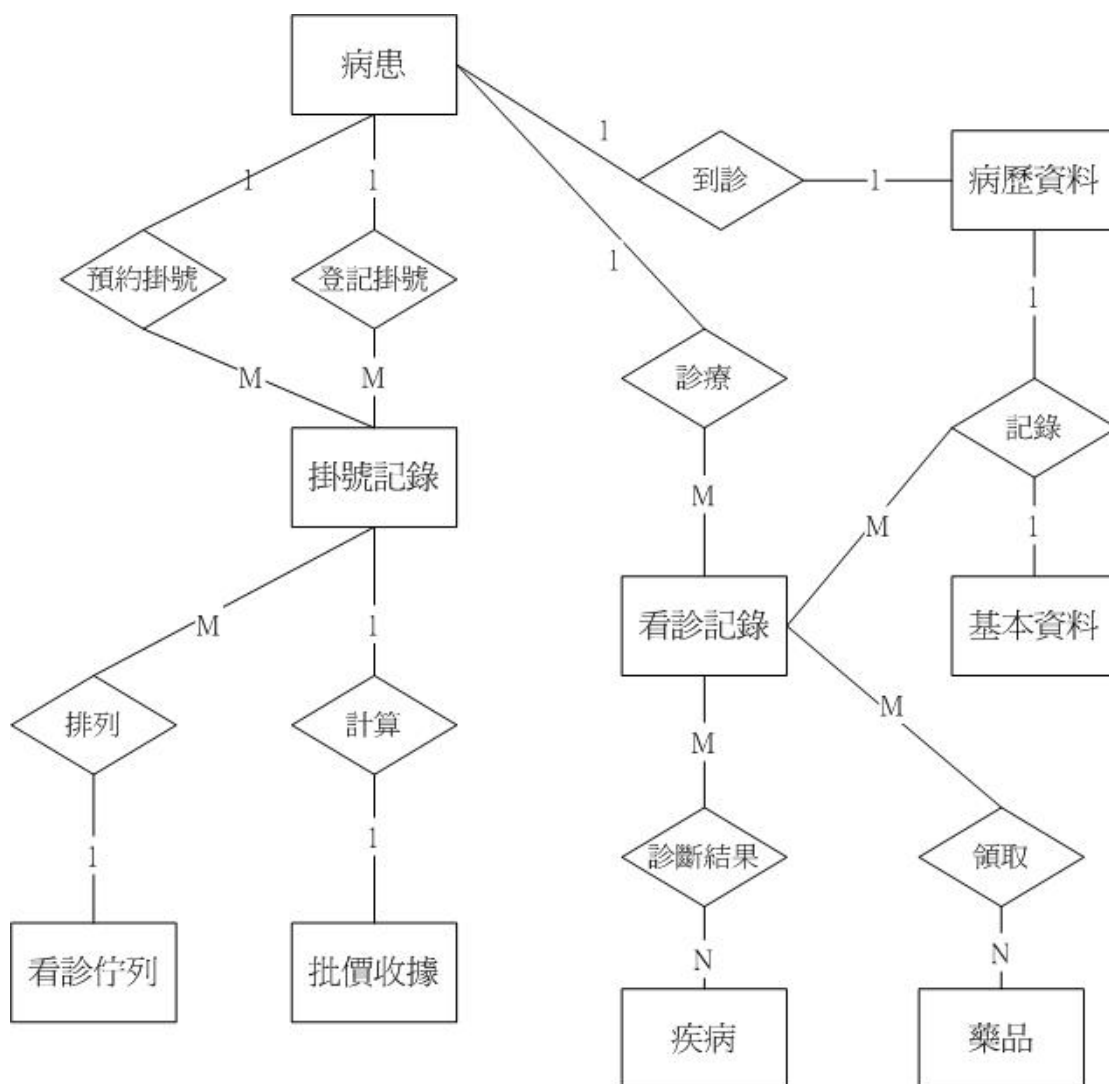 病患
1
到診
1
病歷資料
1
1
1
預約掛號
登記掛號
1
M
M
診療
記錄
掛號記錄
M
M
1
M
1
看診記錄
基本資料
排列
計算
M
M
1
1
診斷結果
領取
看診佇列
批價收據
N
N
疾病
藥品